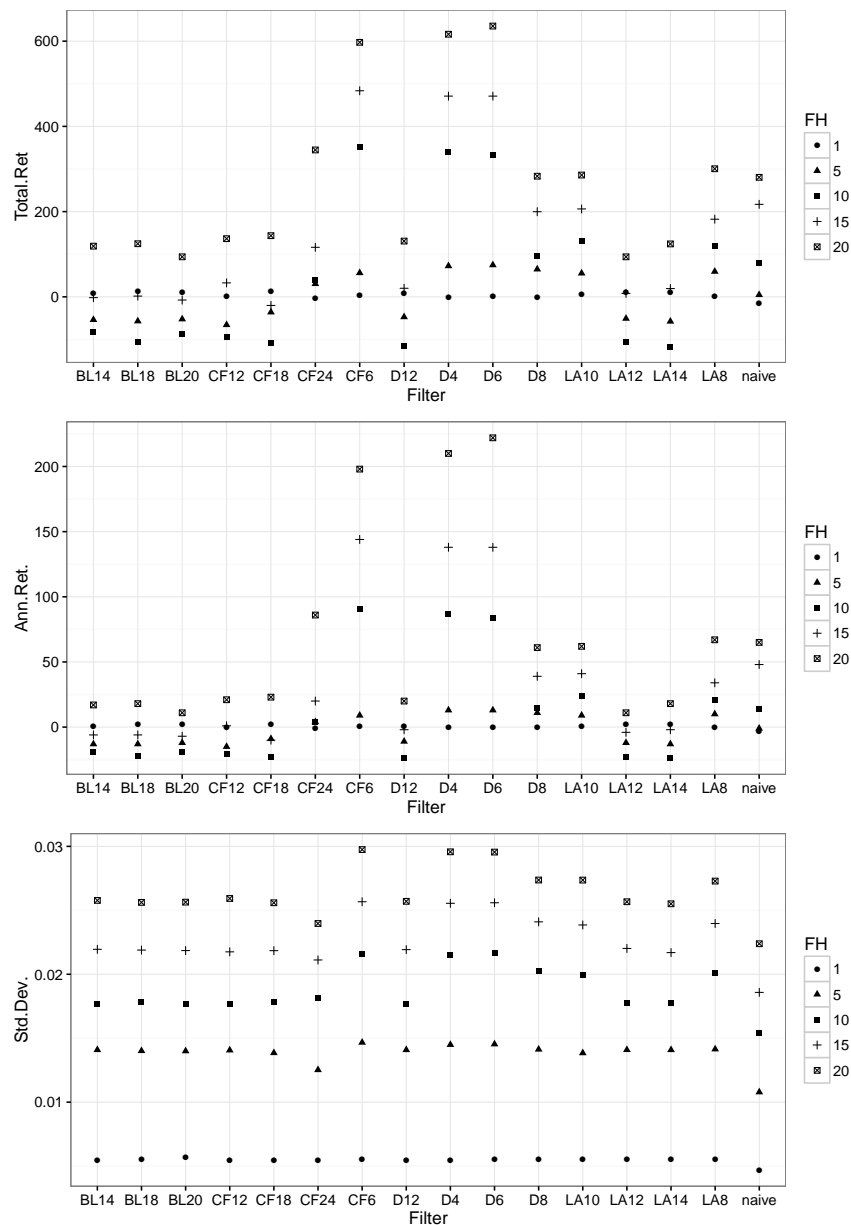 600
400
200
0
Total.Ret
BL14 BL18 BL20 CF12 CF18 CF24 CF6 D12 D4 D6 D8 LA10 LA12 LA14 LA8 naive
Filter
FH
1
5
10
15
20
200
150
100
50
0
Ann.Ret.
BL14 BL18 BL20 CF12 CF18 CF24 CF6 D12 D4 D6 D8 LA10 LA12 LA14 LA8 naive
Filter
FH
1
5
10
15
20
0.03
0.02
0.01
Std.Dev.
BL14 BL18 BL20 CF12 CF18 CF24 CF6 D12 D4 D6 D8 LA10 LA12 LA14 LA8 naive
Filter
FH
1
5
10
15
20